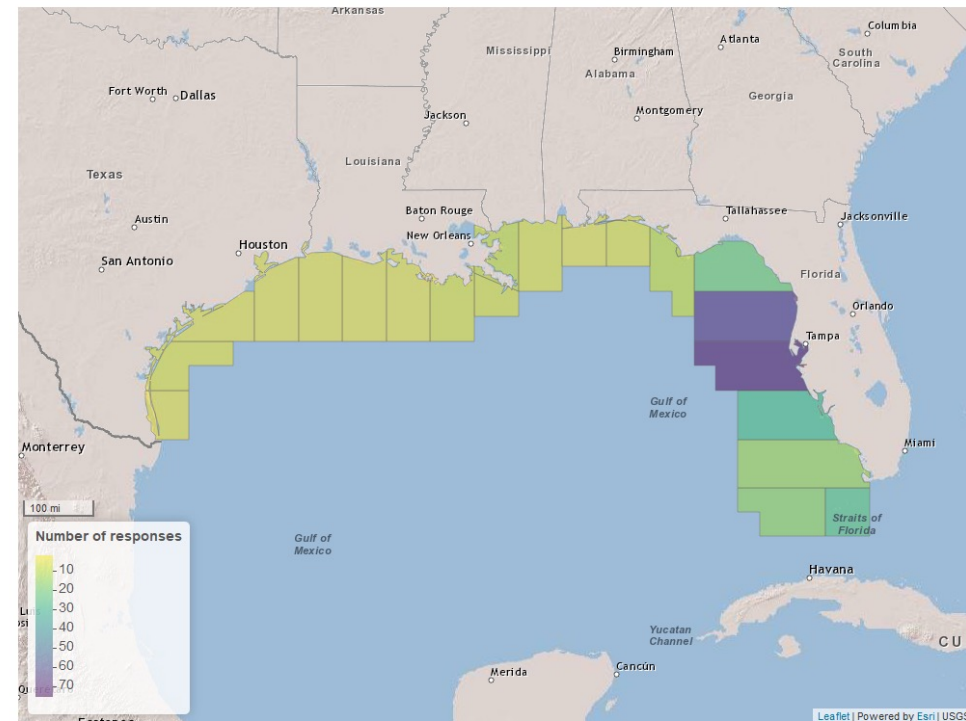 Arkansas
Columbia
Atlanta
Mississippi
Birmingham
South
Carolina
Alabama
Fort Worth
Dallas
Georgia
Montgomery
Jackson
Louisiana
Texas
Baton Rouge
Tallahassee
Jacksonville
Austin
New Orleans
Houston
San Antonio
Florida
Orlando
Tampa
Gulf of
Mexico
Monterrey
Miami
100 mi
Straits of
Florida
Number of responses
Gulf of
Mexico
10
20
30
40
50
60
70
Havana
Yucatan
Channel
CU
Merida
Cancún
Leaflet | Powered by Esri | USGS